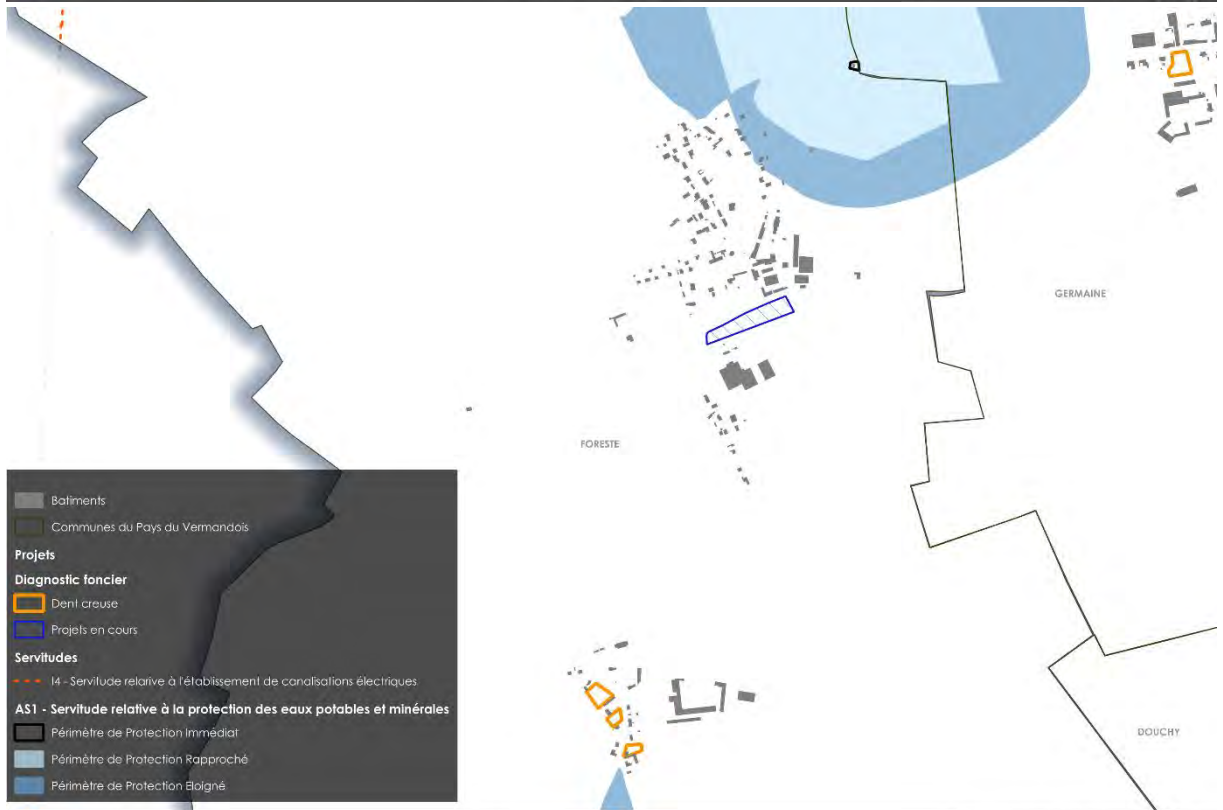 GERMAINE
FORESTE
DOUCHY
Batiments
Communes du Pays du Vermandois
Projets
Diagnostic foncier
Dent creuse
Projets en cours
Servitudes
I4 - Servitude relarive à l'établissement de canalisations électriques
AS1 - Servitude relative à la protection des eaux potables et minérales
Périmètre de Protection Immédiat
Périmètre de Protection Rapproché
Périmètre de Protection Eloigné